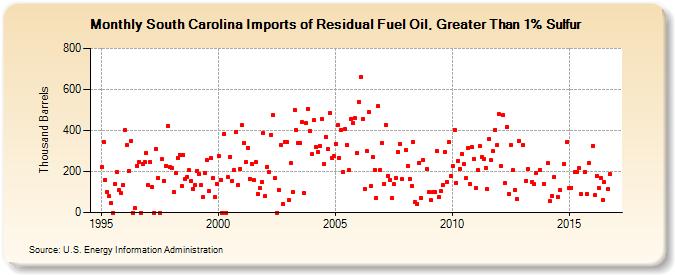 Monthly South Carolina Imports of Residual Fuel Oil, Greater Than 1% Sulfur
Thousand Barrels
800
600
400
200
0
1995 2000 2005 2010 2015
Source: U.S. Energy Information Administration